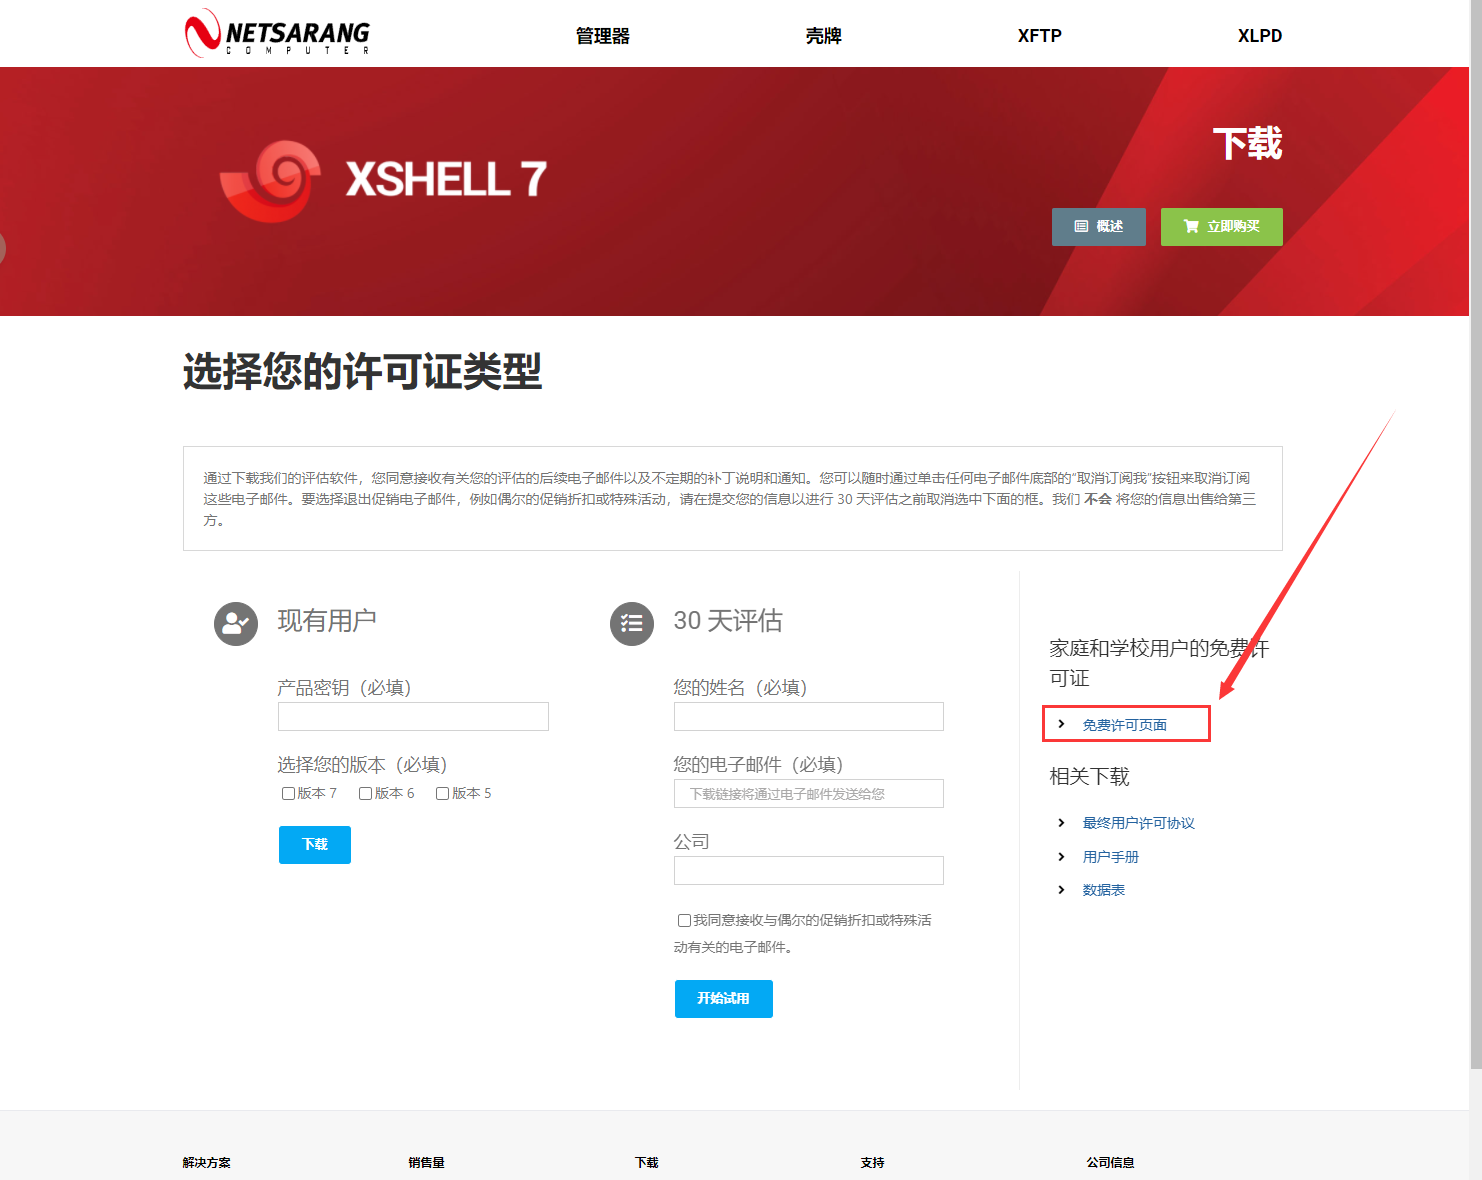 NETSARANG
COMPUTER
管理器
壳牌
XFTP
XLPD
XSHELL 7
下载
概述
立即购买
选择您的许可证类型
通过下载我们的评估软件，您同意接收有关您的评估的后续电子邮件以及不定期的补丁说明和通知。您可以随时通过单击任何电子邮件底部的“取消订阅我”按钮来取消订阅
这些电子邮件。要选择退出促销电子邮件，例如偶尔的促销折扣或特殊活动，请在提交您的信息以进行 30 天评估之前取消选中下面的框。我们 不会 将您的信息出售给第三
方。
现有用户
产品密钥（必填）
选择您的版本（必填）
版本 7 版本 6 版本 5
下载
30 天评估
您的姓名（必填）
您的电子邮件（必填）
下载链接将通过电子邮件发送给您
公司
我同意接收与偶尔的促销折扣或特殊活
动有关的电子邮件。
开始试用
家庭和学校用户的免费许
可证
免费许可页面
相关下载
最终用户许可协议
用户手册
数据表
解决方案
销售量
下载
支持
公司信息